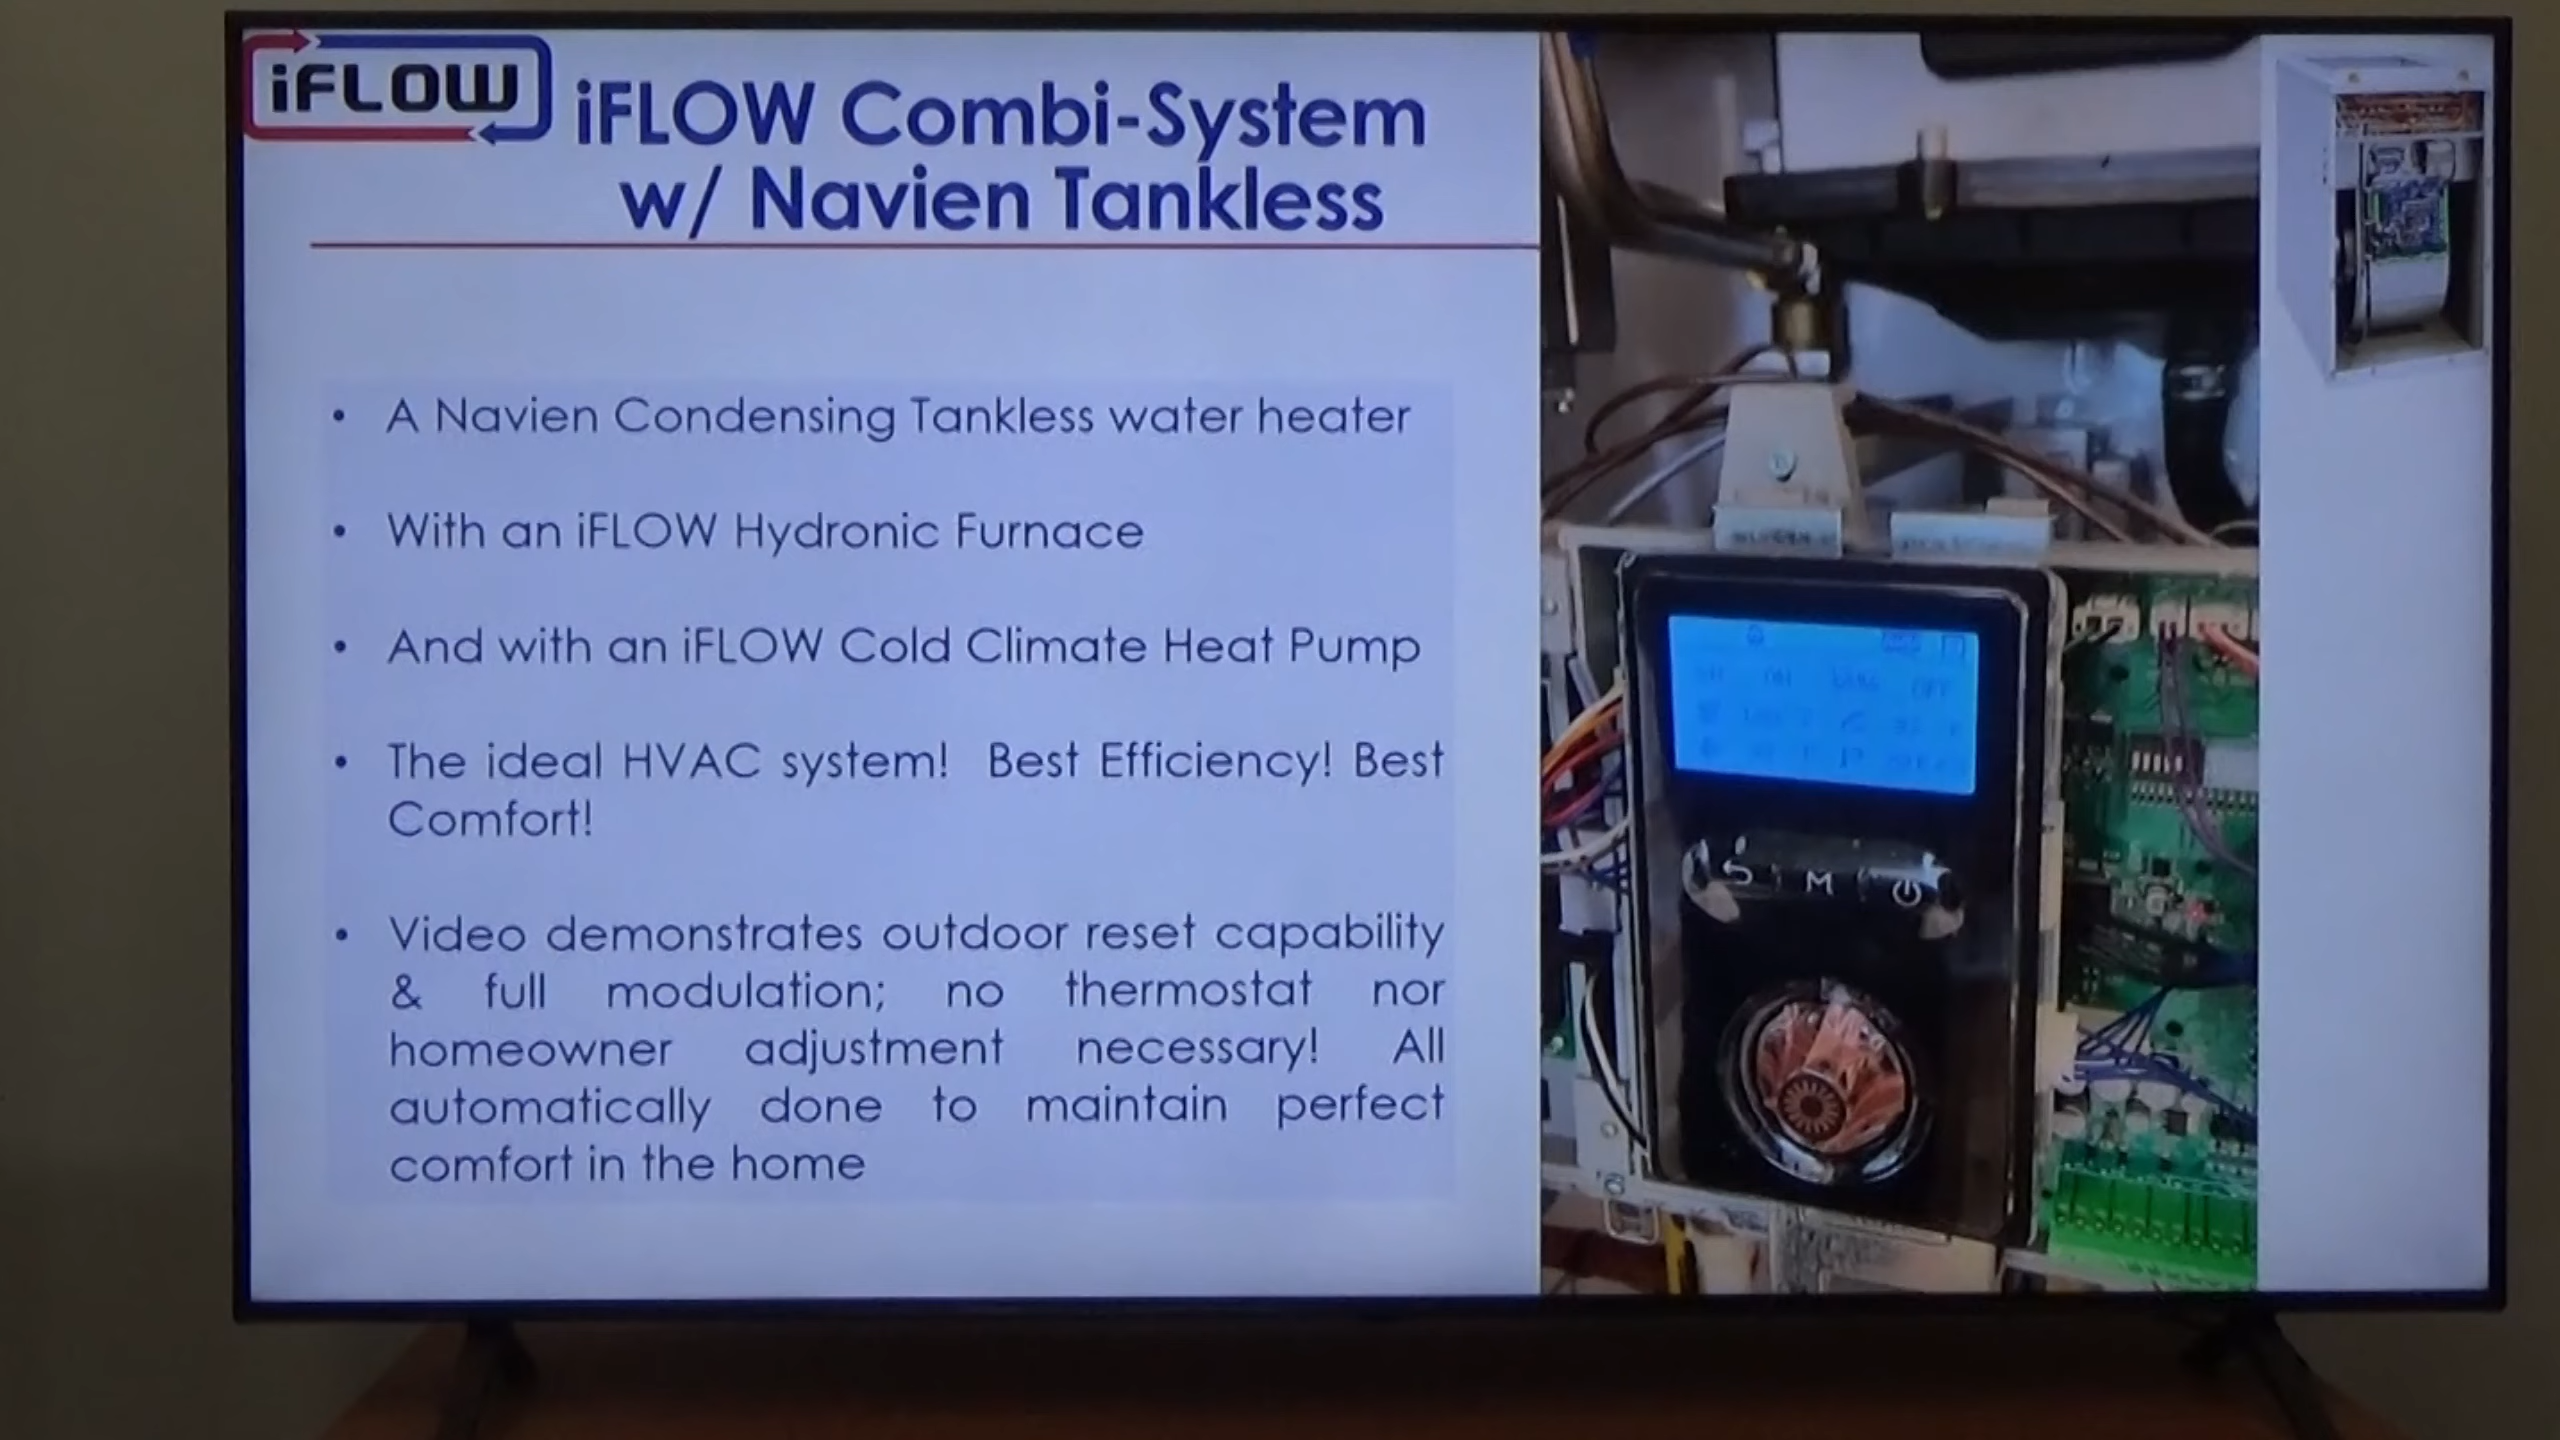 iFLOW
iFLOW Combi-System
w/ Navien Tankless
• A Navien Condensing Tankless water heater
• With an iFLOW Hydronic Furnace
• And with an iFLOW Cold Climate Heat Pump
• The ideal HVAC system! Best Efficiency! Best
Comfort!
• Video demonstrates outdoor reset capability
& full modulation; no thermostat nor
homeowner adjustment necessary! All
automatically done to maintain perfect
comfort in the home
M